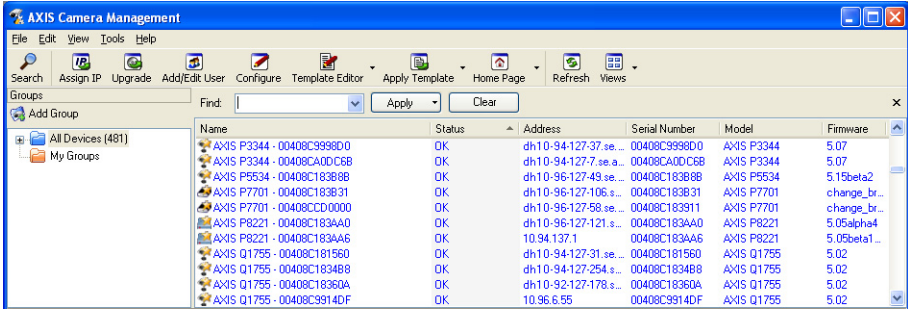 AXIS Camera Management
File Edit View Tools Help
Search Assign IP Upgrade Add/Edit User Configure Template Editor Apply Template Home Page Refresh Views
Groups
Find: Apply Clear
Add Group
Name Status Address Serial Number Model Firmware
All Devices (481)
My Groups
AXIS P3344 - 00408C9998D0 OK dh10-94-127-37.se.... 00408C9998D0 AXIS P3344 5.07
AXIS P3344 - 00408CA0DC6B OK dh10-94-127-7.se.a... 00408CA0DC6B AXIS P3344 5.07
AXIS P5534 - 00408C183B8B OK dh10-96-127-49.se.... 00408C183B8B AXIS P5534 5.15beta2
AXIS P7701 - 00408C183B31 OK dh10-96-127-106.s... 00408C183B31 AXIS P7701 change_br...
AXIS P7701 - 00408CCD0000 OK dh10-96-127-58.se.... 00408C183911 AXIS P7701 change_br...
AXIS P8221 - 00408C183AA0 OK dh10-96-127-121.s... 00408C183AA0 AXIS P8221 5.05alpha4
AXIS P8221 - 00408C183AA6 OK 10.94.137.1 00408C183AA6 AXIS P8221 5.05beta1...
AXIS Q1755 - 00408C181560 OK dh10-94-127-31.se.... 00408C181560 AXIS Q1755 5.02
AXIS Q1755 - 00408C1834B8 OK dh10-94-127-254.s... 00408C1834B8 AXIS Q1755 5.02
AXIS Q1755 - 00408C18360A OK dh10-92-127-178.s... 00408C18360A AXIS Q1755 5.02
AXIS Q1755 - 00408C9914DF OK 10.96.6.55 00408C9914DF AXIS Q1755 5.02